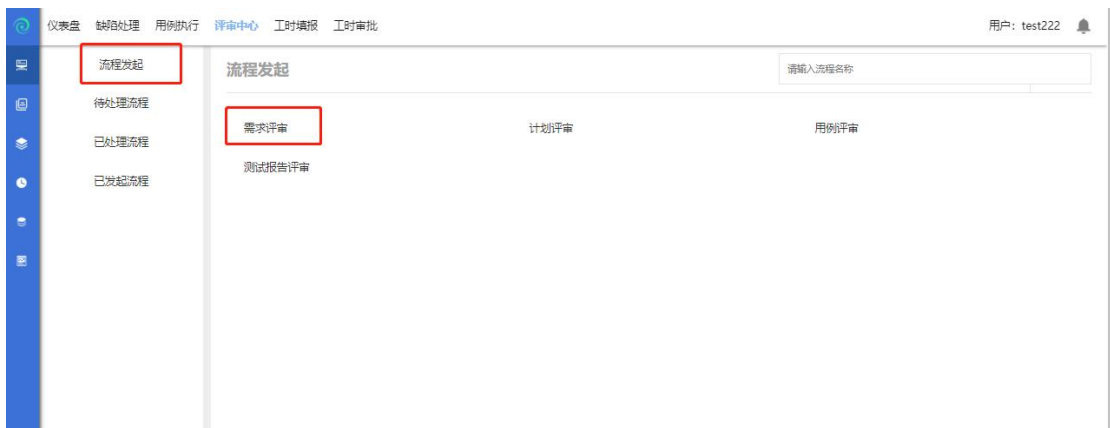 仪表盘 缺陷处理 用例执行 评审中心 工时填报 工时审批 用户: test222
流程发起
待处理流程
已处理流程
已发起流程
流程发起 请输入流程名称
需求评审 计划评审 用例评审
测试报告评审